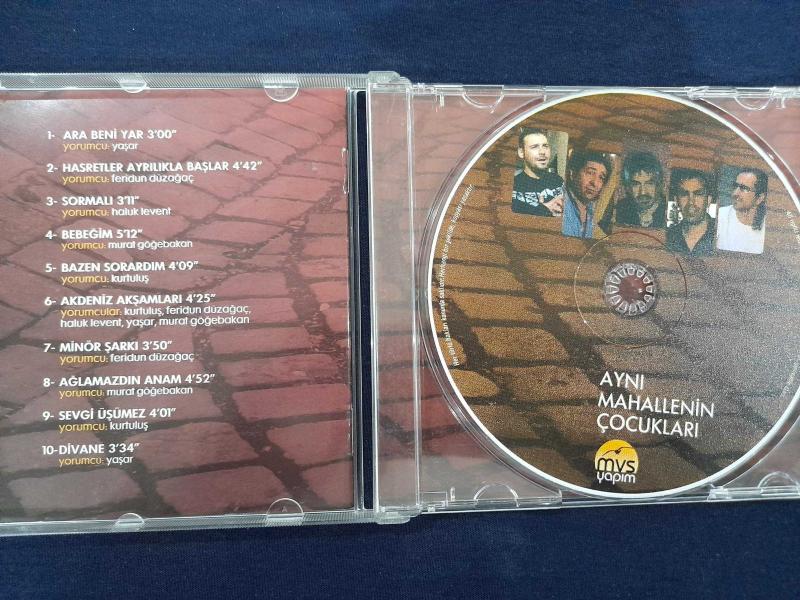 1- ARA BENİ YAR 3'00"
yorumcu: yaşar
2- HASRETLER AYRILIKLA BAŞLAR 4'42"
yorumcu: feridun düzağaç
3- SORMALI 3'11"
yorumcu: haluk levent
4- BEBEĞİM 5'12"
yorumcu: murat göğebakan
5- BAZEN SORARDIM 4'09"
yorumcu: kurtuluş
6- AKDENİZ AKŞAMLARI 4'25"
yorumcular: kurtuluş, feridun düzağaç,
haluk levent, yaşar, murat göğebakan
7- MİNÖR ŞARKI 3'50"
yorumcu: feridun düzağaç
8- AĞLAMAZDIN ANAM 4'52"
yorumcu: murat göğebakan
9- SEVGİ ÜŞÜMEZ 4'01"
yorumcu: kurtuluş
10-DİVANE 3'34"
yorumcu: yaşar
AYNI
MAHALLENİN
ÇOCUKLARI
mvs
yapım